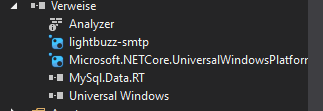 Verweise
Analyzer
lightbuzz-smtp
Microsoft.NETCore.UniversalWindowsPlatform
MySql.Data.RT
Universal Windows